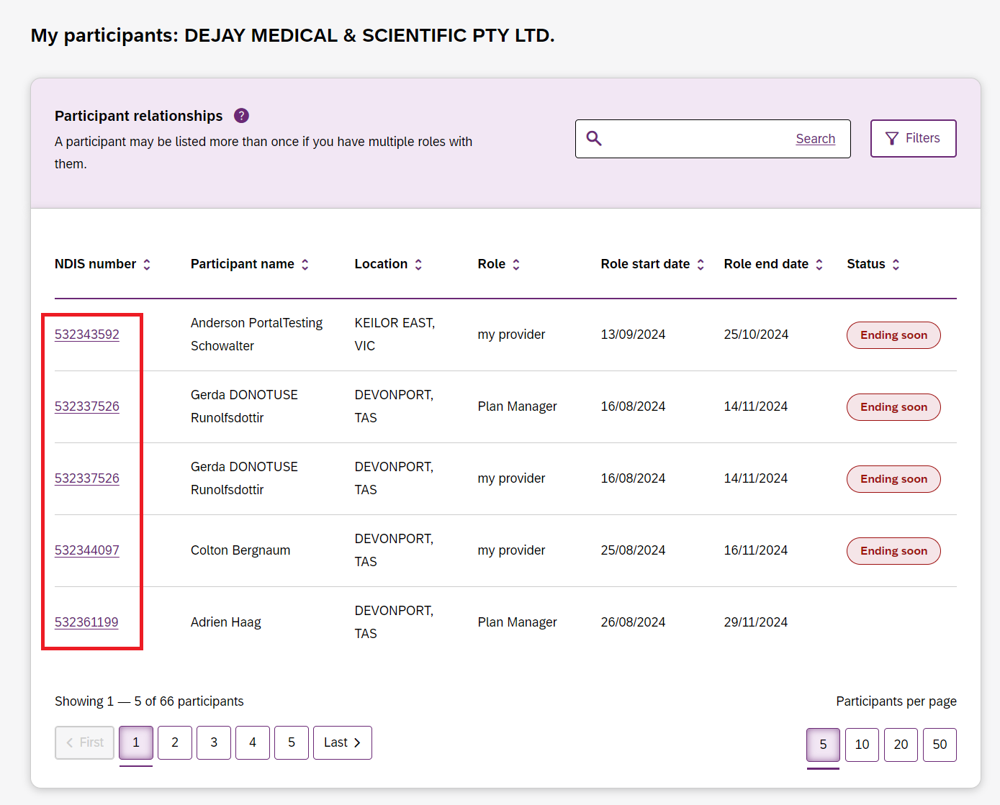 My participants: DEJAY MEDICAL & SCIENTIFIC PTY LTD.
Participant relationships ?
A participant may be listed more than once if you have multiple roles with
them.
Search
Filters
NDIS number Participant name Location Role Role start date Role end date Status
532343592 Anderson PortalTesting Schowalter KEILOR EAST, VIC my provider 13/09/2024 25/10/2024 Ending soon
532337526 Gerda DONOTUSE Runolfsdottir DEVONPORT, TAS Plan Manager 16/08/2024 14/11/2024 Ending soon
532337526 Gerda DONOTUSE Runolfsdottir DEVONPORT, TAS my provider 16/08/2024 14/11/2024 Ending soon
532344097 Colton Bergnaum DEVONPORT, TAS my provider 25/08/2024 16/11/2024 Ending soon
532361199 Adrien Haag DEVONPORT, TAS Plan Manager 26/08/2024 29/11/2024
Showing 1 — 5 of 66 participants
Participants per page
First 1 2 3 4 5 Last
5 10 20 50